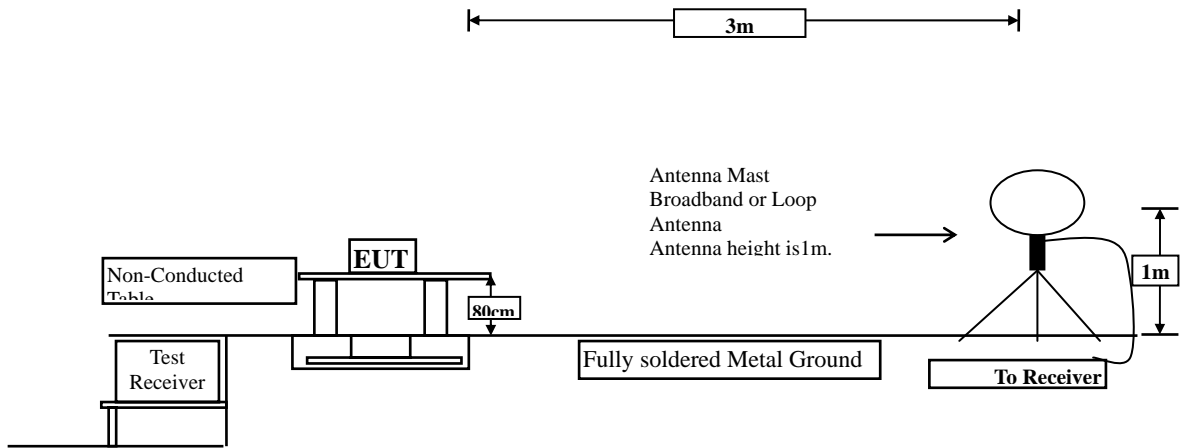 3m
Antenna Mast
Broadband or Loop
Antenna
Antenna height is1m.
EUT
Non-Conducted
Table
80cm
1m
Test
Receiver
Fully soldered Metal Ground
To Receiver